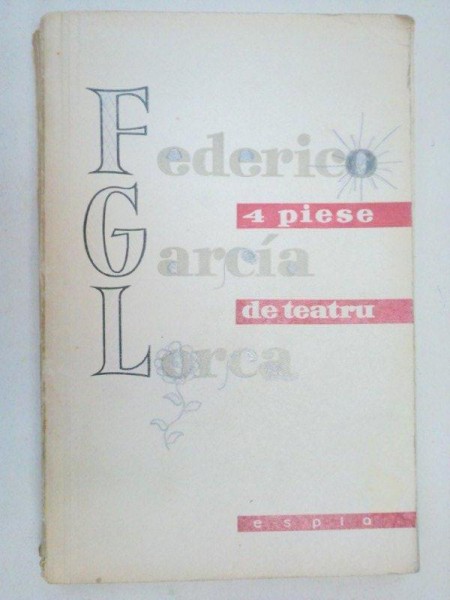 Federico
4 piese
García
de teatru
Lorca
espla